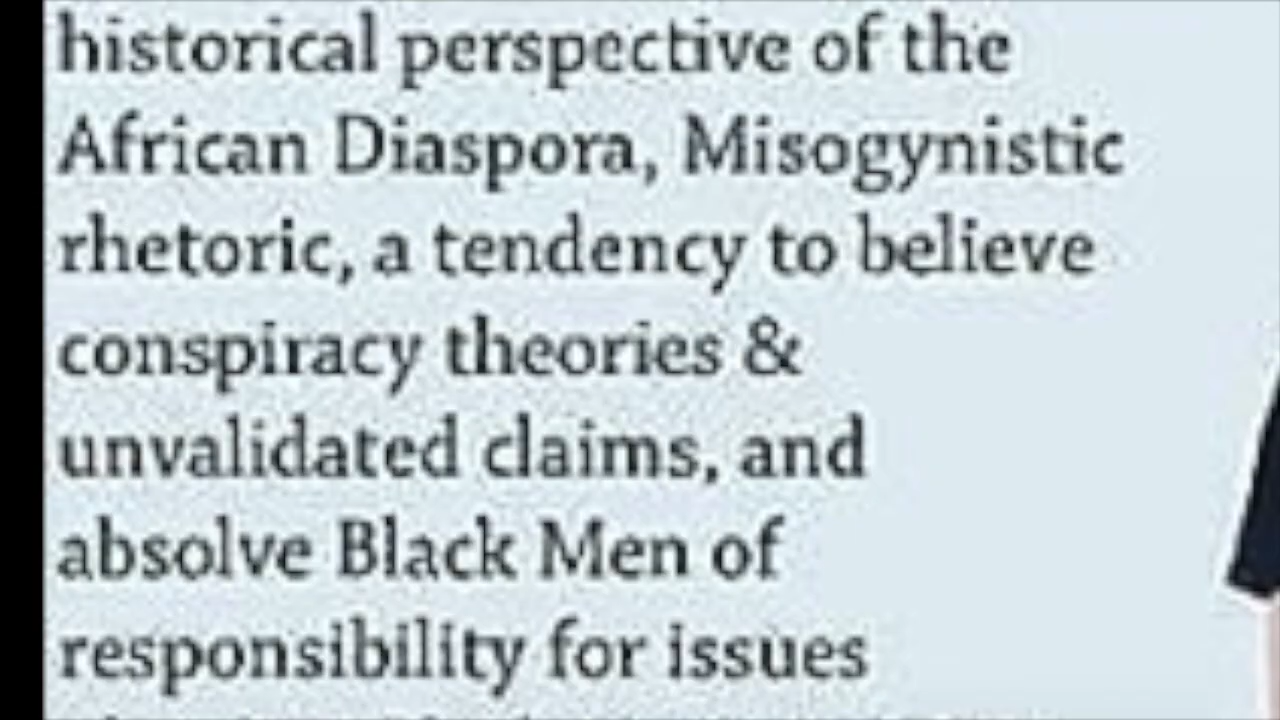 historical perspective of the
African Diaspora, Misogynistic
rhetoric, a tendency to believe
conspiracy theories &
unvalidated claims, and
absolve Black Men of
responsibility for issues